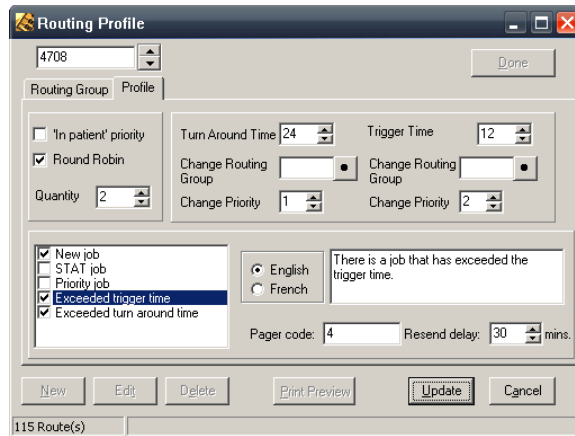 Routing Profile
4708
Done
Routing Group Profile
'In patient' priority
Round Robin
Quantity 2
Turn Around Time 24 Trigger Time 12
Change Routing Group Change Routing Group
Change Priority 1 Change Priority 2
New job
STAT job
Priority job
Exceeded trigger time
Exceeded turn around time
English
French
There is a job that has exceeded the
trigger time.
Pager code: 4 Resend delay: 30 mins.
New Edit Delete Print Preview Update Cancel
115 Route(s)